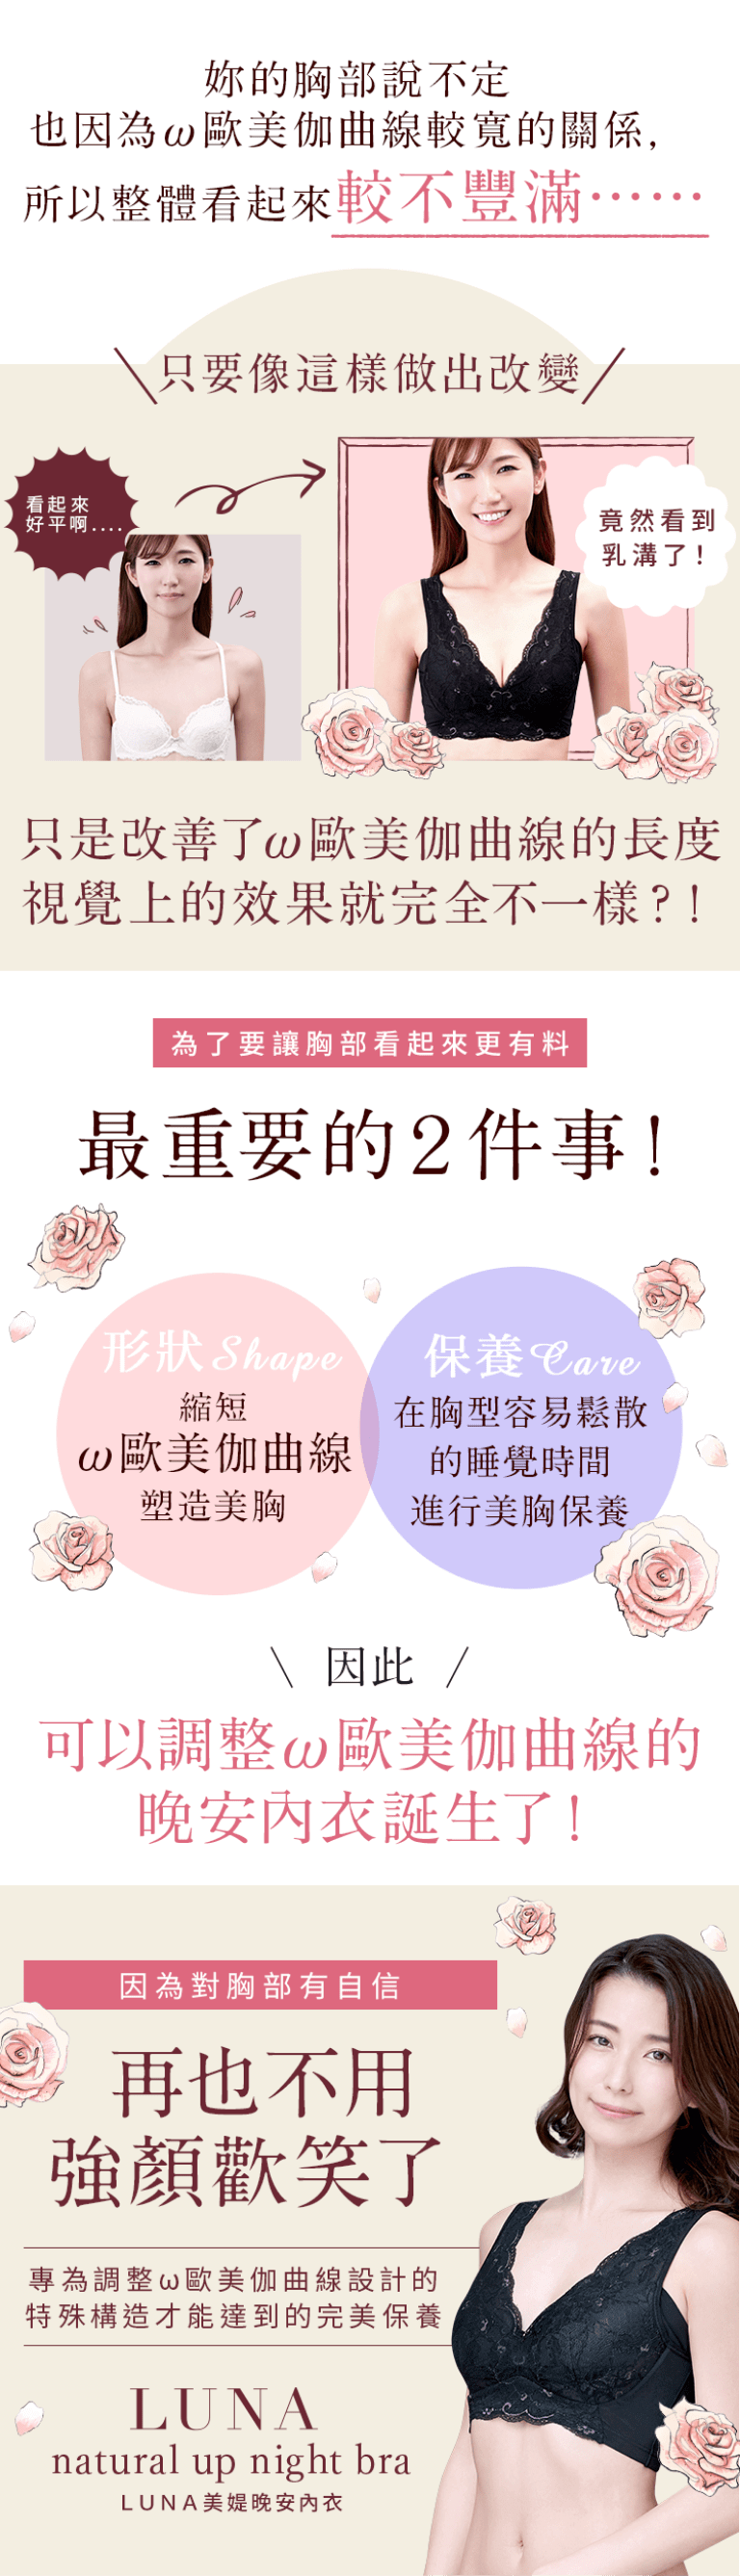 妳的胸部說不定
也因為ω歐美伽曲線較寬的關係,
所以整體看起來較不豐滿……
只要像這樣做出改變
看起來
好平啊....
竟然看到
乳溝了!
只是改善了ω歐美伽曲線的長度
視覺上的效果就完全不一樣?!
為了要讓胸部看起來更有料
最重要的2件事!
形狀 Shape
縮短
ω歐美伽曲線
塑造美胸
保養 Care
在胸型容易鬆散
的睡覺時間
進行美胸保養
因此
可以調整ω歐美伽曲線的
晚安內衣誕生了!
因為對胸部有自信
再也不用
強顏歡笑了
專為調整ω歐美伽曲線設計的
特殊構造才能達到的完美保養
LUNA
natural up night bra
LUNA美媞晚安內衣